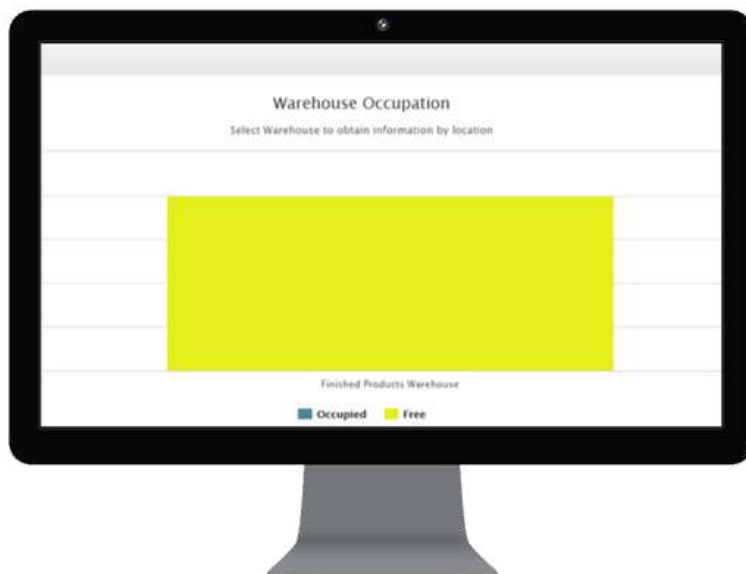 Warehouse Occupation
Select Warehouse to obtain information by location
Finished Products Warehouse
Occupied Free